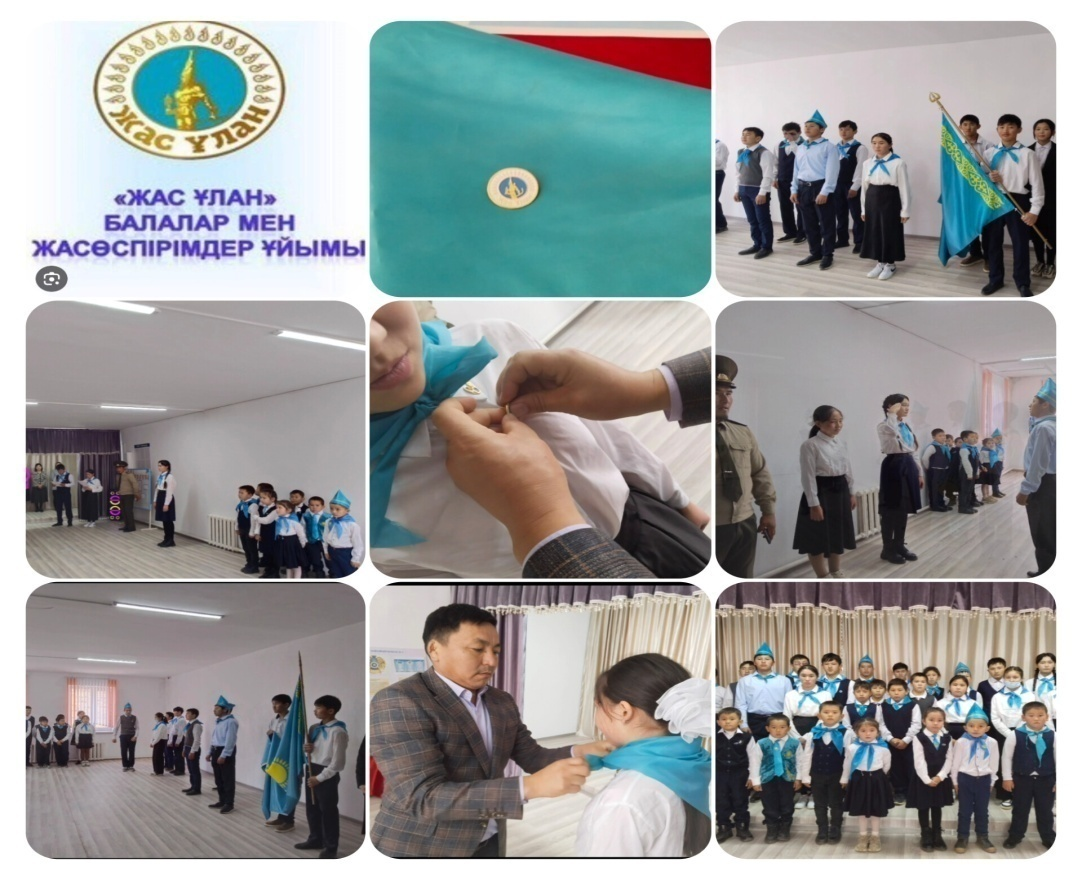 Жас Ұлан
«ЖАС ҰЛАН»
БАЛАЛАР МЕН
ЖАСӨСПІРІМДЕР ҰЙЫМЫ